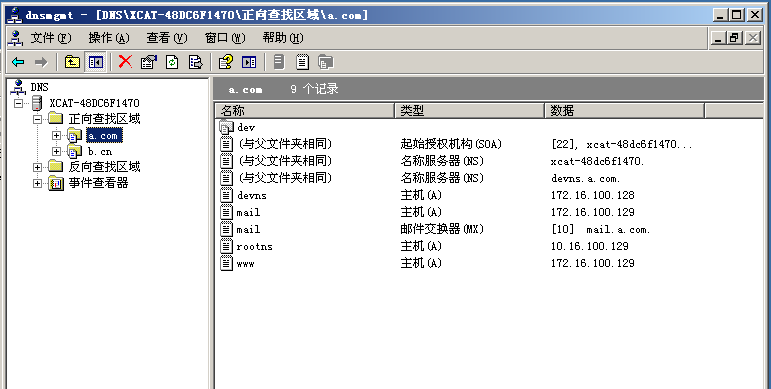 dnsmgmt - [DNS\XCAT-48DC6F1470\正向查找区域\a.com]
文件(F) 操作(A) 查看(V) 窗口(W) 帮助(H)
DNS
XCAT-48DC6F1470
正向查找区域
a.com
b.cn
反向查找区域
事件查看器
a.com 9 个记录
名称 类型 数据
dev
(与父文件夹相同) 起始授权机构(SOA) [22], xcat-48dc6f1470...
(与父文件夹相同) 名称服务器(NS) xcat-48dc6f1470.
(与父文件夹相同) 名称服务器(NS) devns.a.com.
devns 主机(A) 172.16.100.128
mail 主机(A) 172.16.100.129
mail 邮件交换器(MX) [10] mail.a.com.
rootns 主机(A) 10.16.100.129
www 主机(A) 172.16.100.129